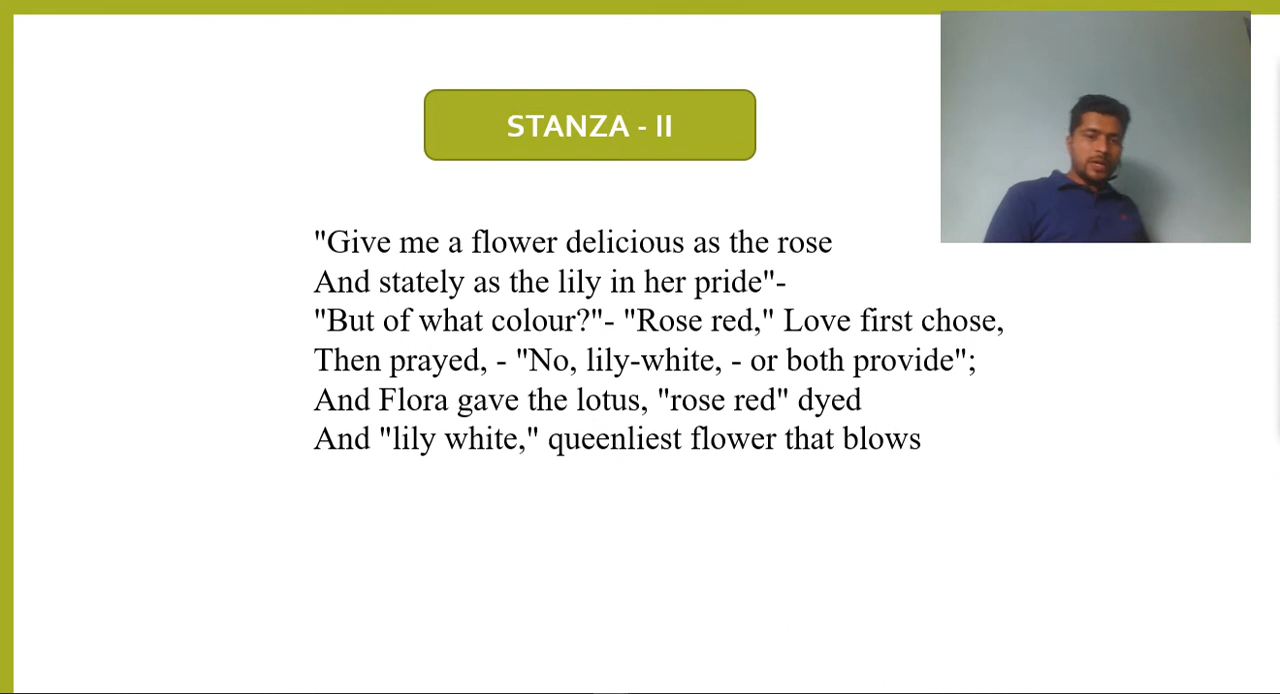 STANZA - II
"Give me a flower delicious as the rose
And stately as the lily in her pride"-
"But of what colour?"- "Rose red," Love first chose,
Then prayed, - "No, lily-white, - or both provide";
And Flora gave the lotus, "rose red" dyed
And "lily white," queenliest flower that blows